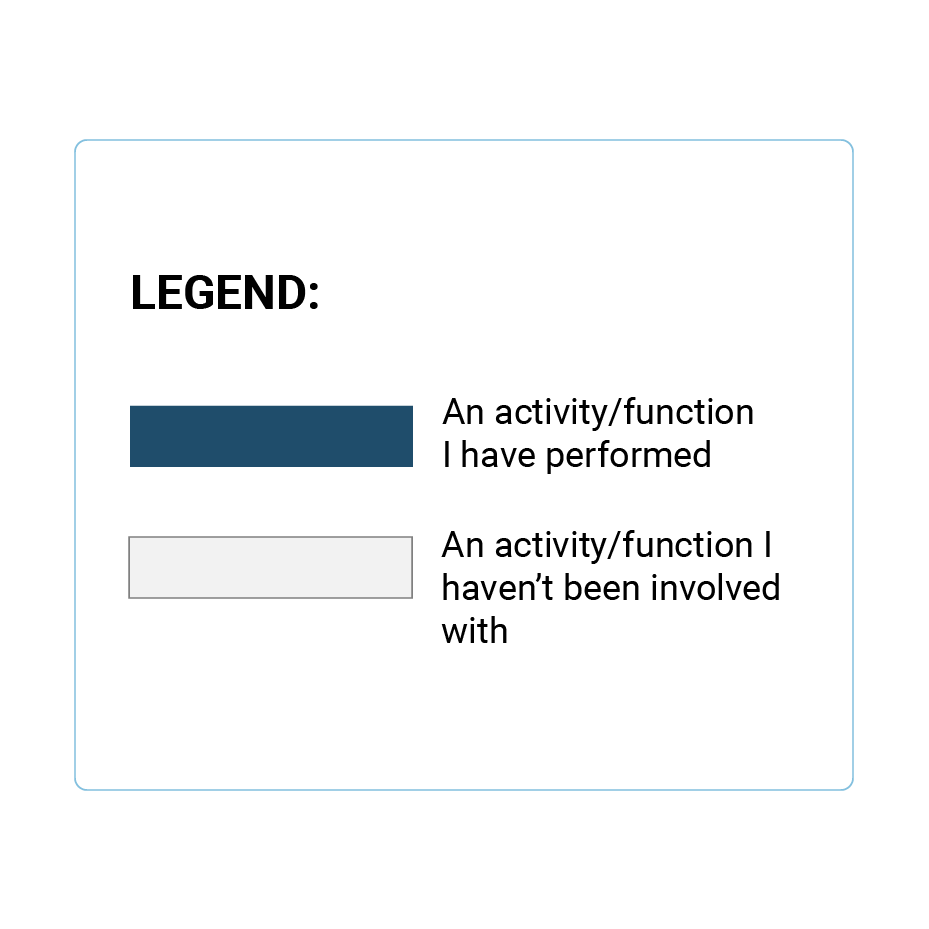 LEGEND:
An activity/function
I have performed
An activity/function I
haven’t been involved
with